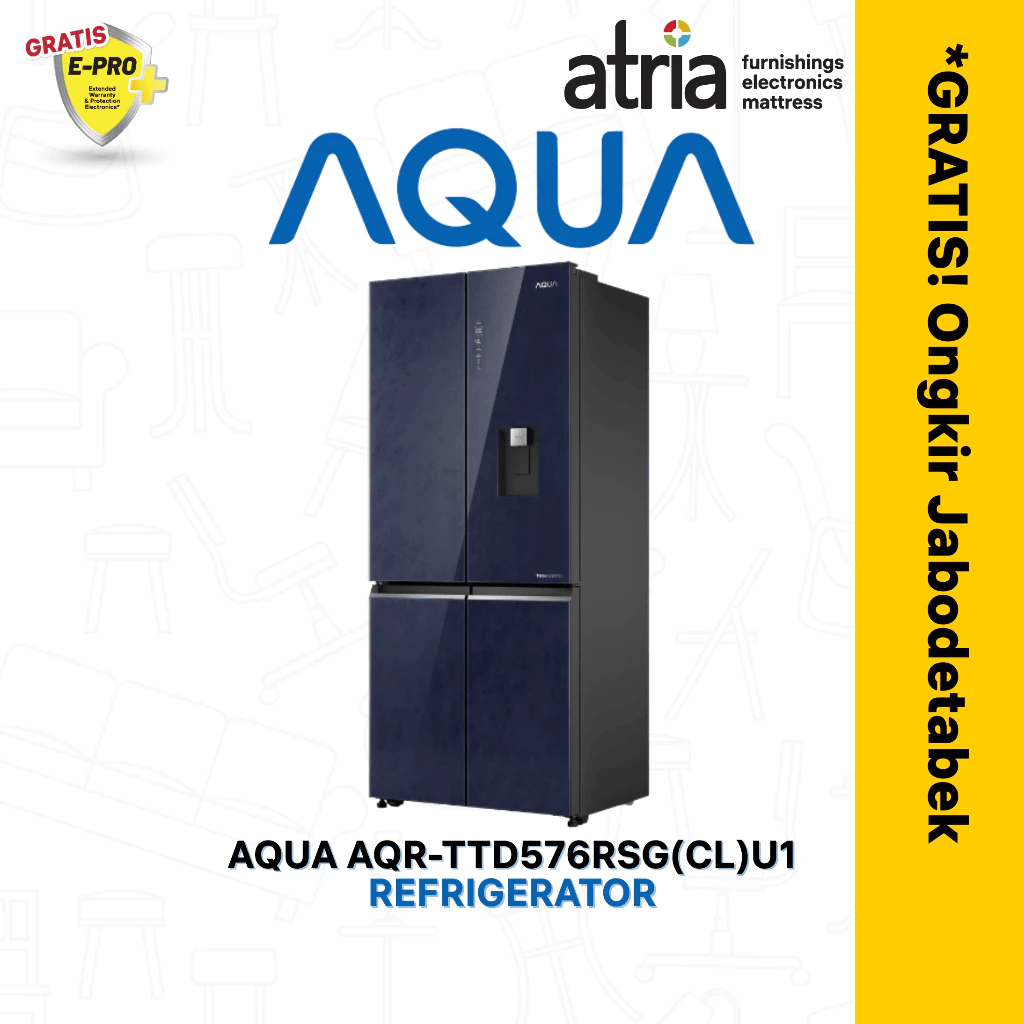 GRATIS
E-PRO
Extended
Warranty
& Protection
Electronics*
atria
furnishings
electronics
mattress
AQUA
AQUA
AQUA AQR-TTD576RSG(CL)U1
REFRIGERATOR
*GRATIS! Ongkir Jabodetabek